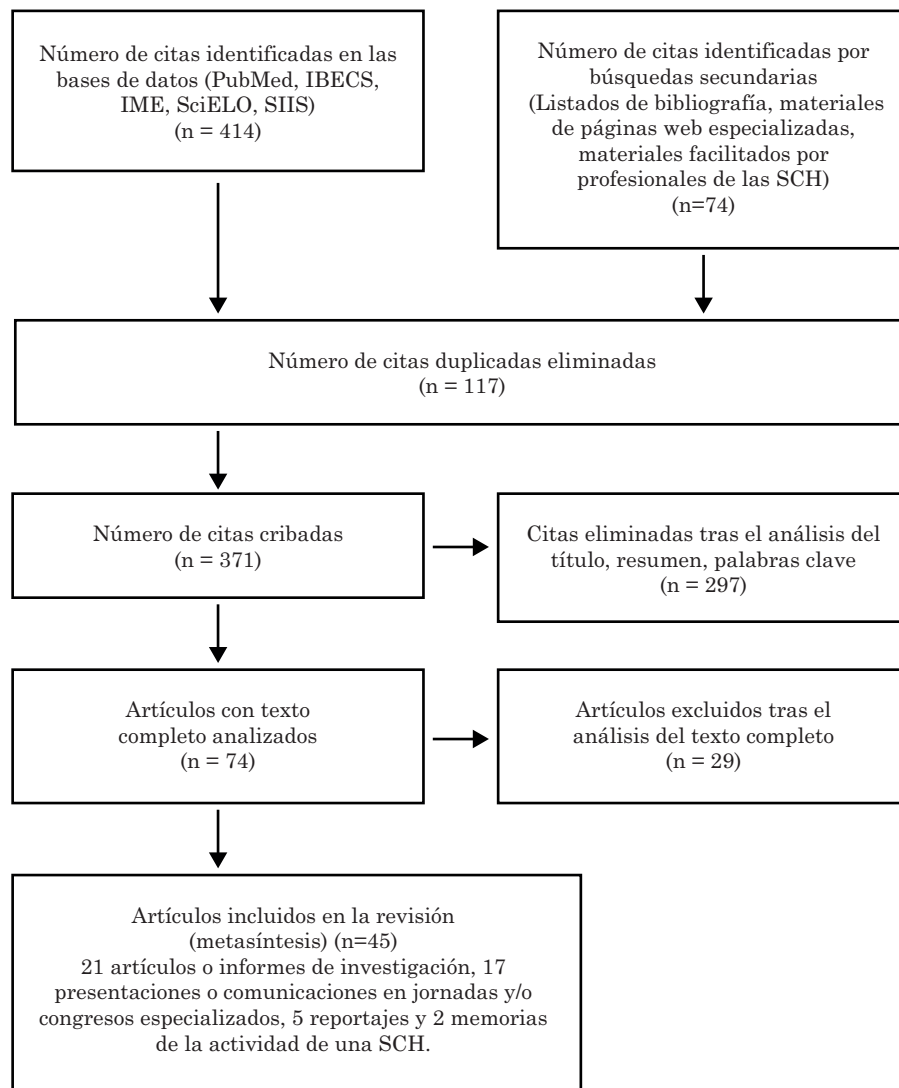 Número de citas identificadas en las
bases de datos (PubMed, IBECS,
IME, SciELO, SIIS)
(n = 414)
Número de citas identificadas por
búsquedas secundarias
(Listados de bibliografía, materiales
de páginas web especializadas,
materiales facilitados por
profesionales de las SCH)
(n=74)
Número de citas duplicadas eliminadas
(n = 117)
Número de citas cribadas
(n = 371)
Citas eliminadas tras el análisis del
título, resumen, palabras clave
(n = 297)
Artículos con texto
completo analizados
(n = 74)
Artículos excluidos tras el
análisis del texto completo
(n = 29)
Artículos incluidos en la revisión
(metasíntesis) (n=45)
21 artículos o informes de investigación, 17
presentaciones o comunicaciones en jornadas y/o
congresos especializados, 5 reportajes y 2 memorias
de la actividad de una SCH.